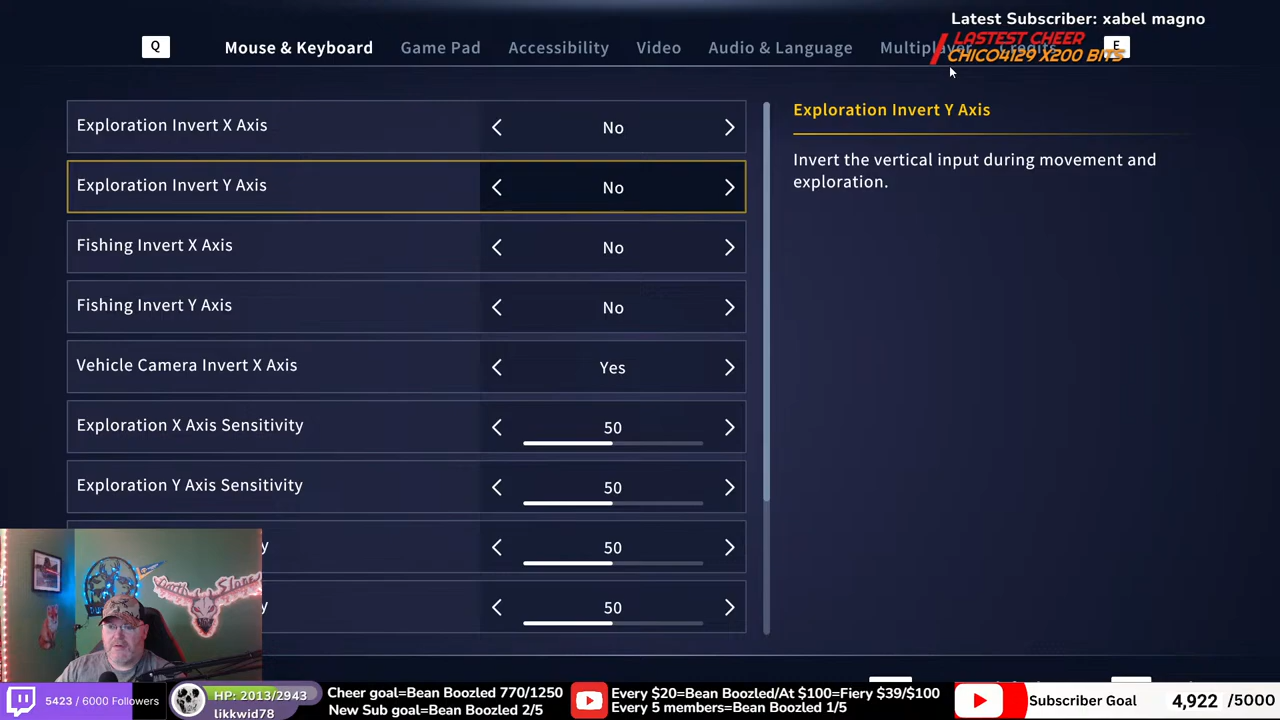 Latest Subscriber: xabel magno
Q
Mouse & Keyboard
Game Pad
Accessibility
Video
Audio & Language
Multiplayer
Credits
E
LASTEST CHEER
CHICO4129 X200 BITS
Exploration Invert X Axis
No
Exploration Invert Y Axis
No
Fishing Invert X Axis
No
Fishing Invert Y Axis
No
Vehicle Camera Invert X Axis
Yes
Exploration X Axis Sensitivity
50
Exploration Y Axis Sensitivity
50
y
50
y
50
Exploration Invert Y Axis
Invert the vertical input during movement and
exploration.
5423 / 6000 Followers
HP: 2013/2943
likkwid78
Cheer goal=Bean Boozled 770/1250
New Sub goal=Bean Boozled 2/5
Every $20=Bean Boozled/At $100=Fiery $39/$100
Every 5 members=Bean Boozled 1/5
Subscriber Goal
4,922 /5000